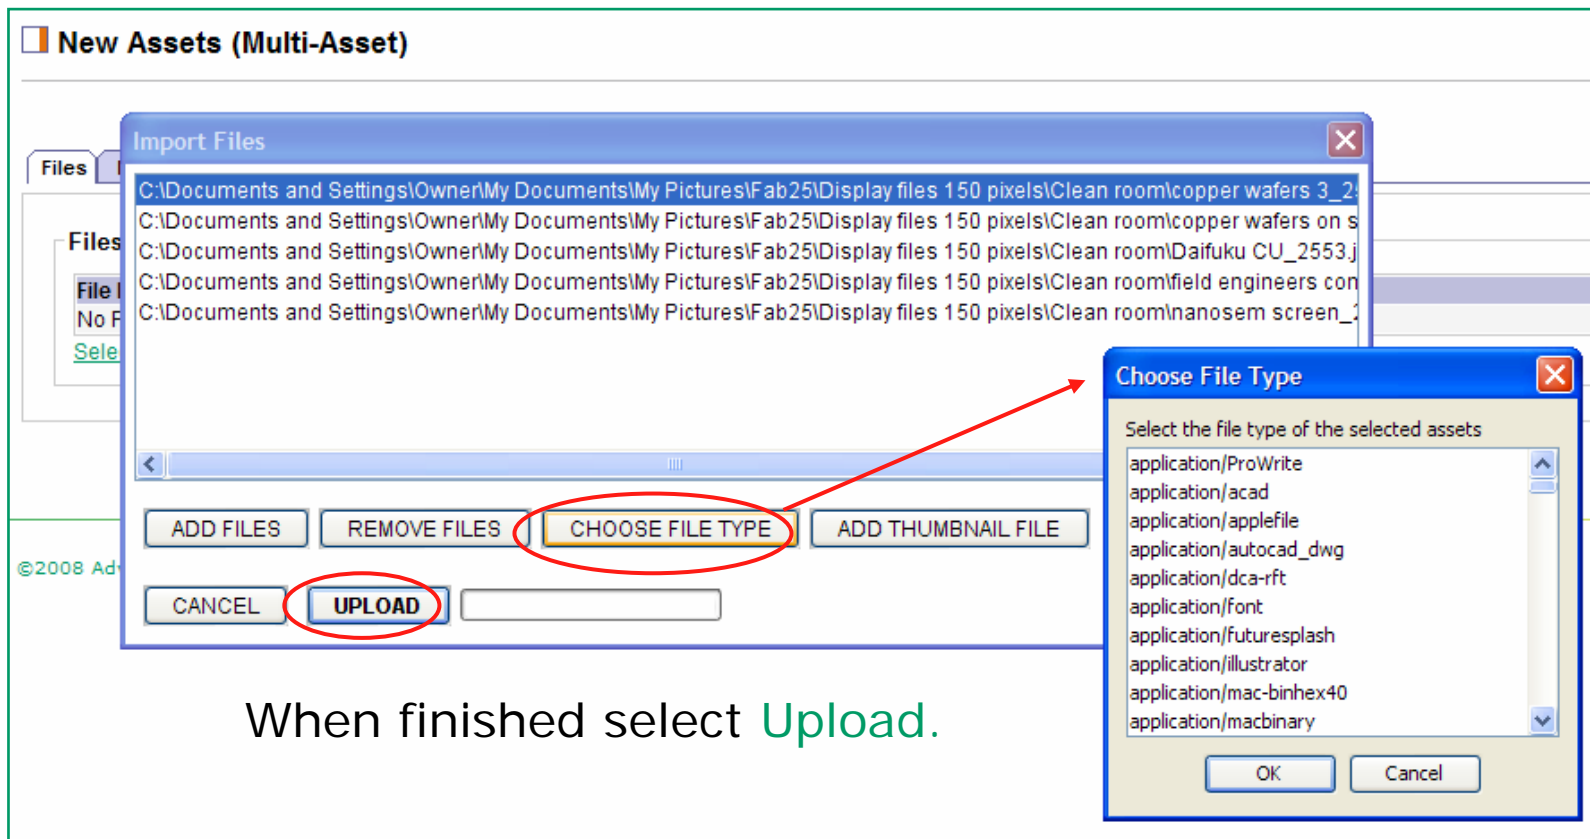 New Assets (Multi-Asset)
Import Files
Files
C:\Documents and Settings\Owner\My Documents\My Pictures\Fab25\Display files 150 pixels\Clean room\copper wafers 3_2
C:\Documents and Settings\Owner\My Documents\My Pictures\Fab25\Display files 150 pixels\Clean room\copper wafers on s
C:\Documents and Settings\Owner\My Documents\My Pictures\Fab25\Display files 150 pixels\Clean room\Daifuku CU_2553.j
C:\Documents and Settings\Owner\My Documents\My Pictures\Fab25\Display files 150 pixels\Clean room\field engineers con
C:\Documents and Settings\Owner\My Documents\My Pictures\Fab25\Display files 150 pixels\Clean room\nanosem screen_
Files
File
No F
Sele
ADD FILES REMOVE FILES CHOOSE FILE TYPE ADD THUMBNAIL FILE
©2008 Adv
CANCEL UPLOAD
Choose File Type
Select the file type of the selected assets
application/ProWrite
application/acad
application/applefile
application/autocad_dwg
application/dca-rft
application/font
application/futuresplash
application/illustrator
application/mac-binhex40
application/macbinary
OK Cancel
When finished select Upload.